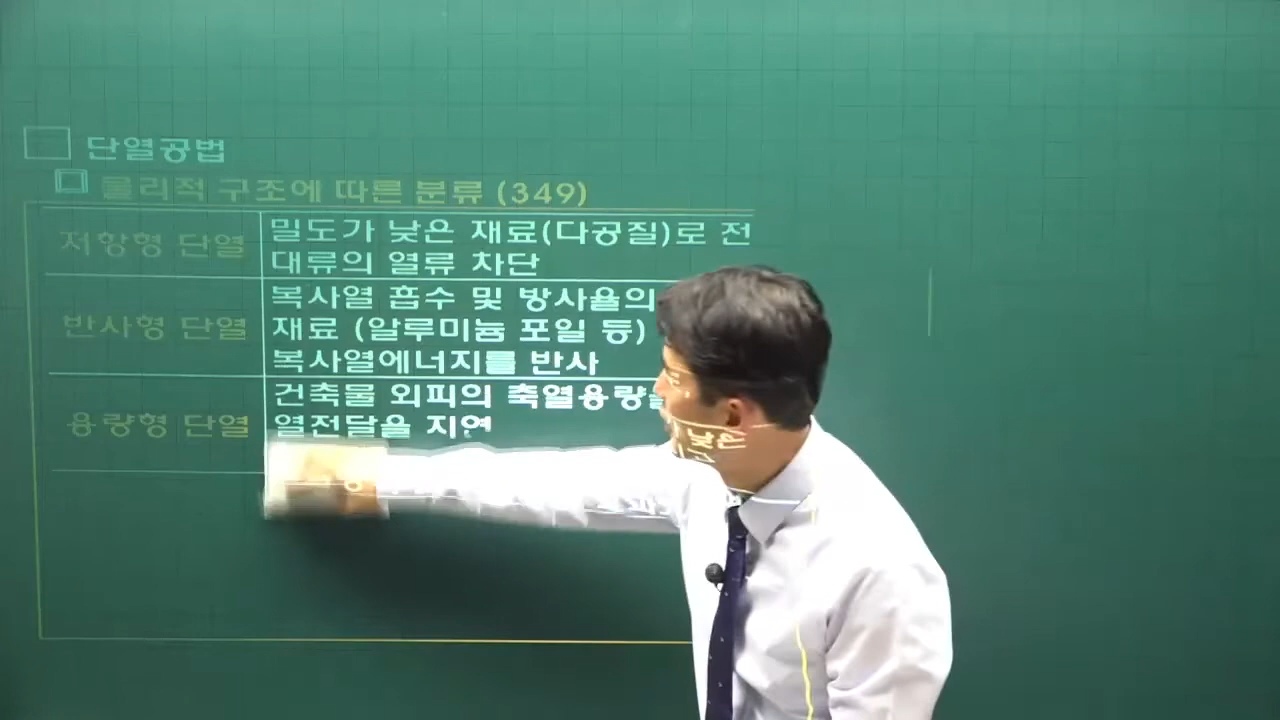 단열공법
물리적 구조에 따른 분류 (349)
저항형 단열
밀도가 낮은 재료(다공질)로 전
대류의 열류 차단
반사형 단열
복사열 흡수 및 방사율의
재료 (알루미늄 포일 등)
복사열에너지를 반사
용량형 단열
건축물 외피의 축열용량을
열전달을 지연
낮은